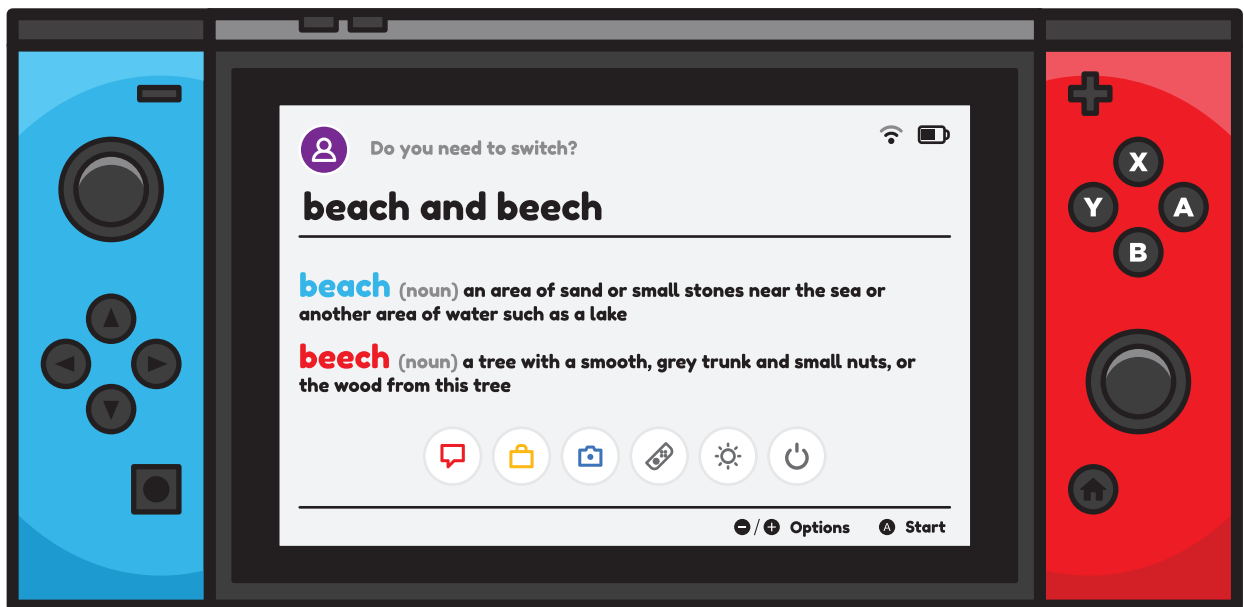 Do you need to switch?
beach and beech
beach (noun) an area of sand or small stones near the sea or
another area of water such as a lake
beech (noun) a tree with a smooth, grey trunk and small nuts, or
the wood from this tree
X
Y A
B
-/+ Options A Start